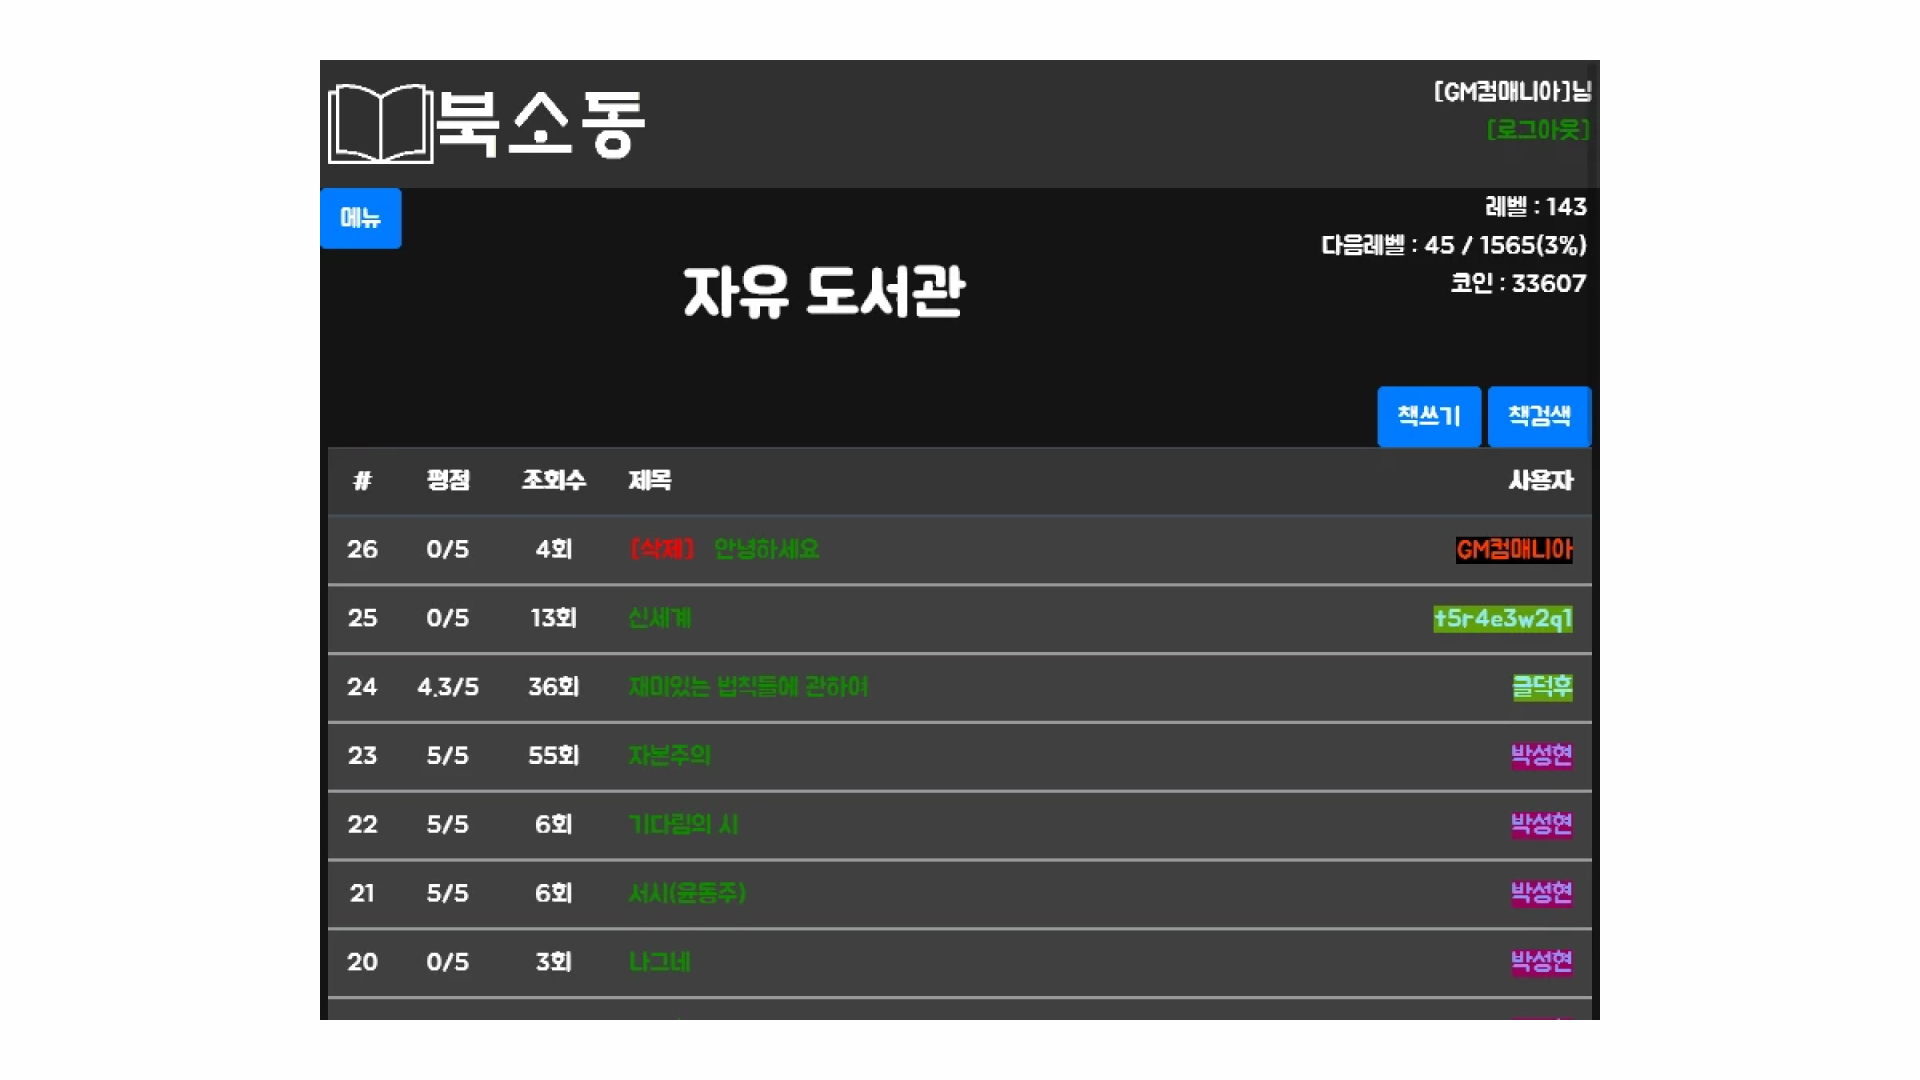 북소동
[GM컴매니아]님
[로그아웃]
메뉴
레벨 : 143
다음레벨 : 45 / 1565(3%)
코인 : 33607
자유 도서관
책쓰기 책검색
# 평점 조회수 제목 사용자
26 0/5 4회 [삭제] 안녕하세요 GM컴매니아
25 0/5 13회 신세계 t5r4e3w2q1
24 4.3/5 36회 재미있는 법칙들에 관하여 글덕후
23 5/5 55회 자본주의 박성현
22 5/5 6회 기다림의 시 박성현
21 5/5 6회 서시(윤동주) 박성현
20 0/5 3회 나그네 박성현